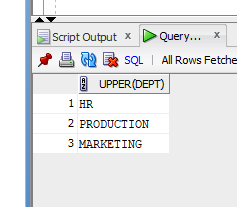 Script Output x Query... x
SQL | All Rows Fetche
A Z UPPER(DEPT)
1 HR
2 PRODUCTION
3 MARKETING